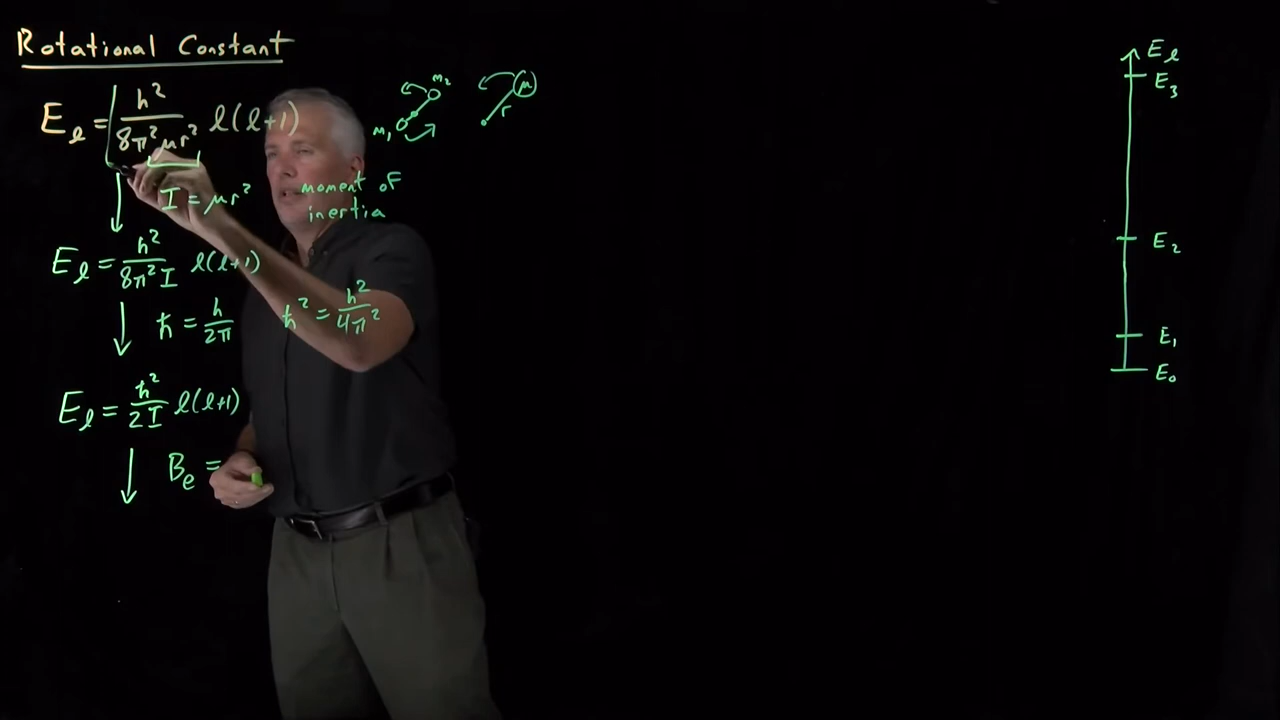 Rotational Constant
E_ℓ = h² / 8π²μr² ℓ(ℓ+1)
m₁ m₂ r μ
I = μr² moment of
inertia
E_ℓ = h² / 8π²I ℓ(ℓ+1)
ħ = h / 2π ħ² = h² / 4π²
E_ℓ = ħ² / 2I ℓ(ℓ+1)
B_e =
E_ℓ
E₃
E₂
E₁
E₀